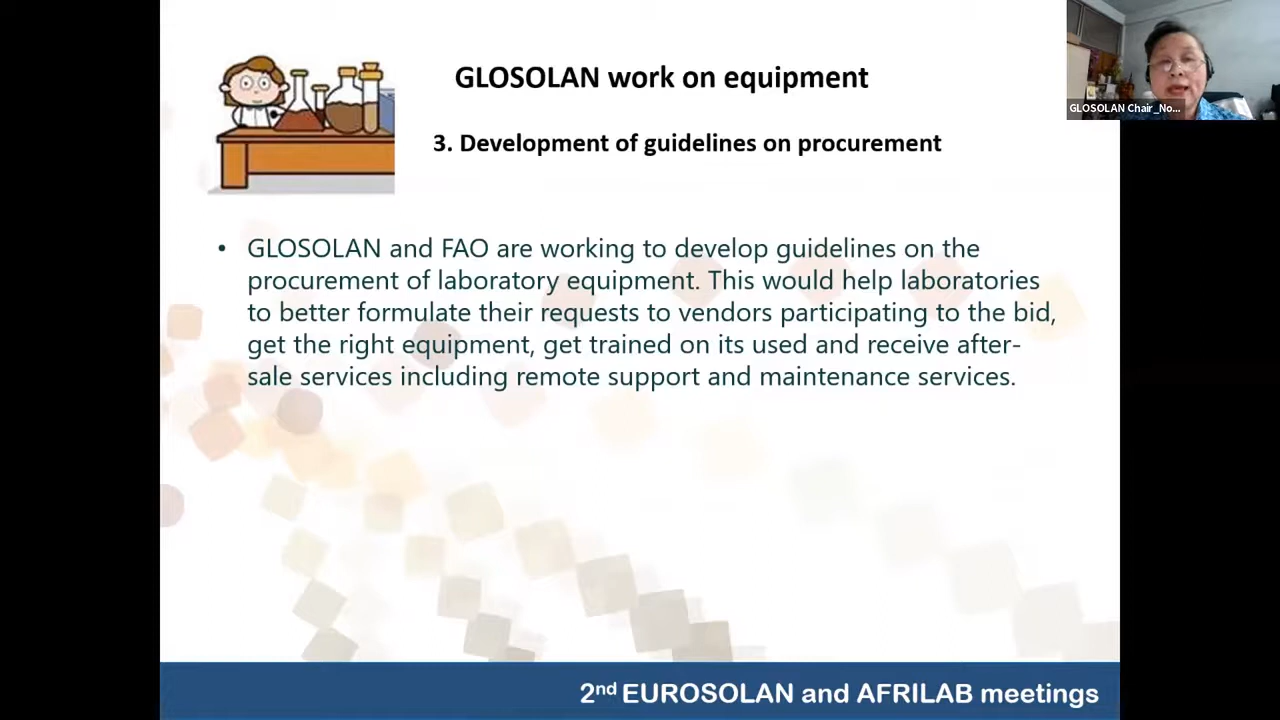 GLOSOLAN work on equipment
GLOSOLAN Chair_No...
3. Development of guidelines on procurement
• GLOSOLAN and FAO are working to develop guidelines on the
procurement of laboratory equipment. This would help laboratories
to better formulate their requests to vendors participating to the bid,
get the right equipment, get trained on its used and receive after-
sale services including remote support and maintenance services.
2nd EUROSOLAN and AFRILAB meetings